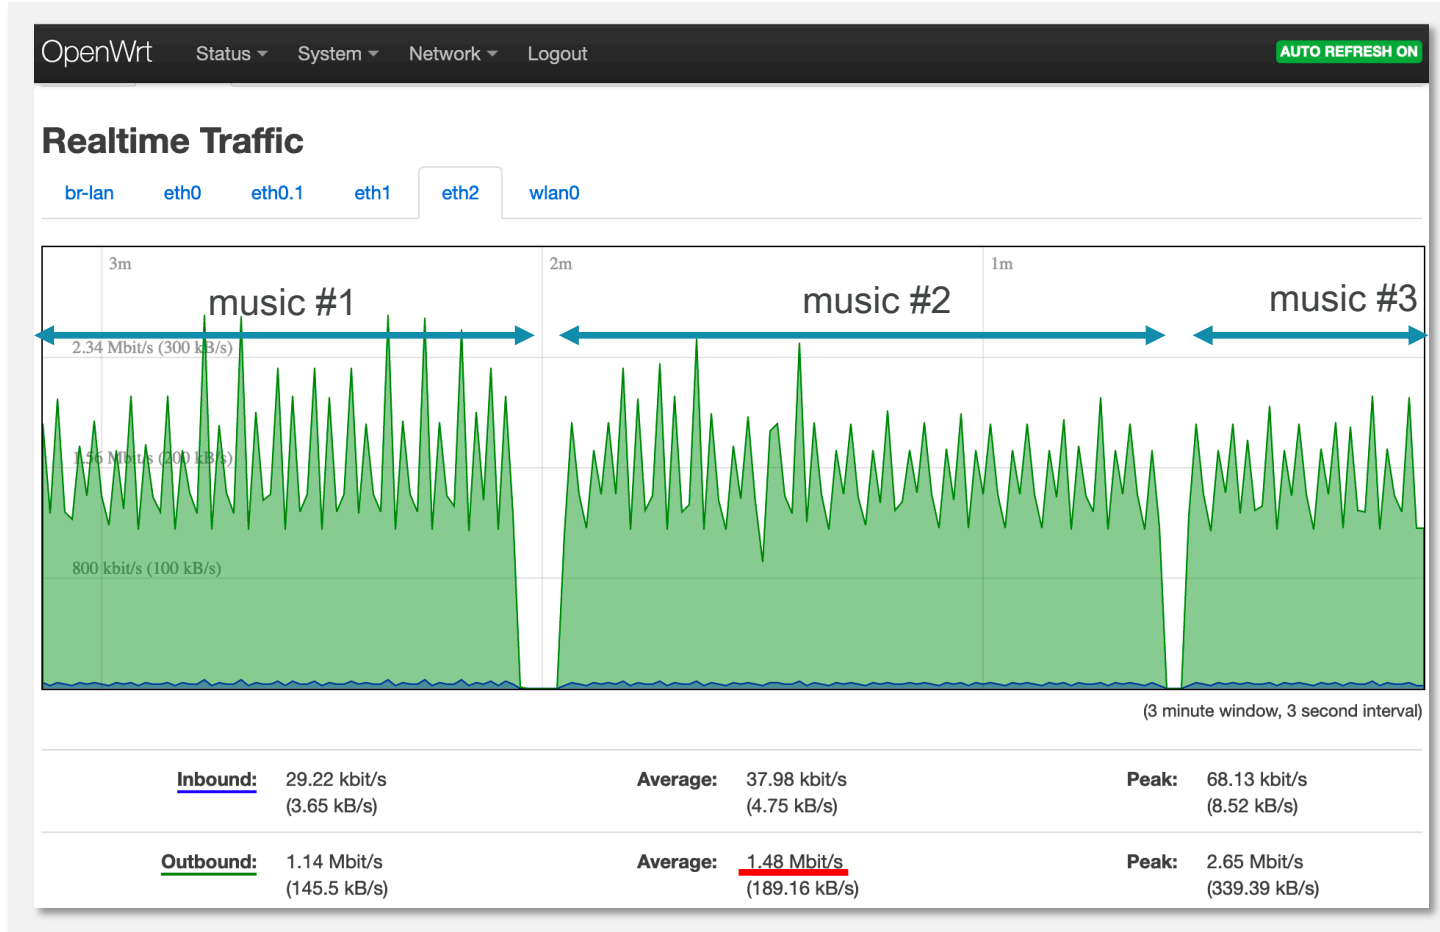 OpenWrt Status System Network Logout AUTO REFRESH ON
Realtime Traffic
br-lan eth0 eth0.1 eth1 eth2 wlan0
3m 2m 1m
music #1 music #2 music #3
2.34 Mbit/s (300 kB/s)
1.56 Mbit/s (200 kB/s)
800 kbit/s (100 kB/s)
(3 minute window, 3 second interval)
Inbound: 29.22 kbit/s Average: 37.98 kbit/s Peak: 68.13 kbit/s
(3.65 kB/s) (4.75 kB/s) (8.52 kB/s)
Outbound: 1.14 Mbit/s Average: 1.48 Mbit/s Peak: 2.65 Mbit/s
(145.5 kB/s) (189.16 kB/s) (339.39 kB/s)